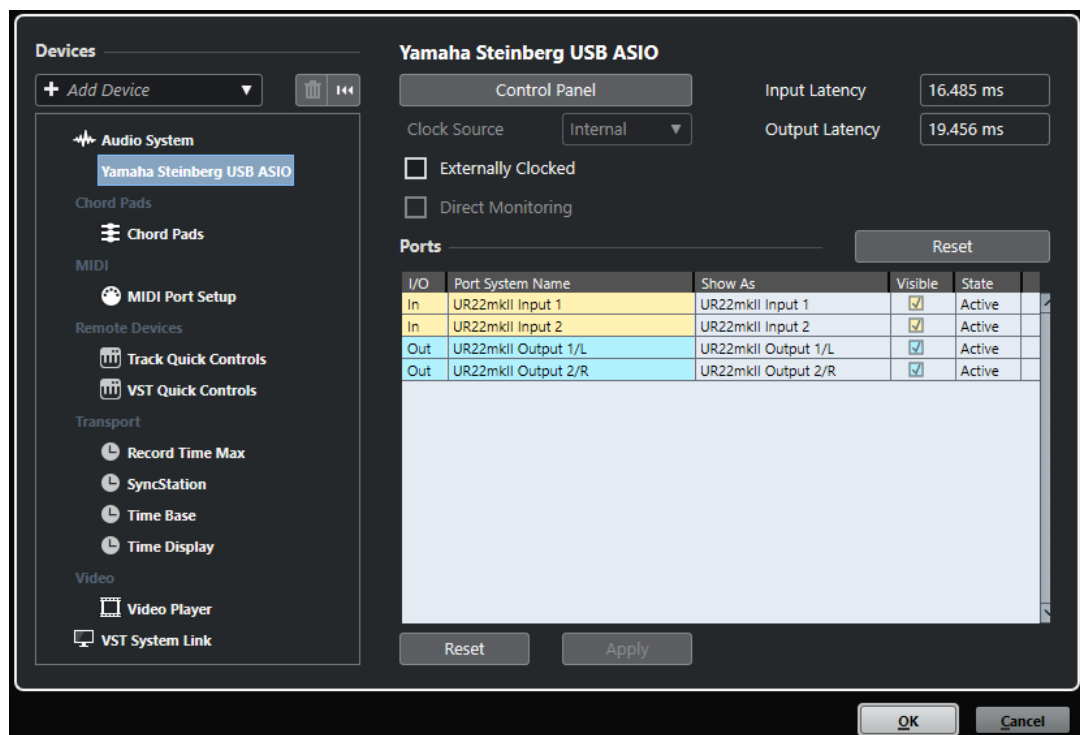 Devices
Add Device
Audio System
Yamaha Steinberg USB ASIO
Chord Pads
Chord Pads
MIDI
MIDI Port Setup
Remote Devices
Track Quick Controls
VST Quick Controls
Transport
Record Time Max
SyncStation
Time Base
Time Display
Video
Video Player
VST System Link
Yamaha Steinberg USB ASIO
Control Panel
Input Latency 16.485 ms
Clock Source Internal
Output Latency 19.456 ms
Externally Clocked
Direct Monitoring
Ports
Reset
I/O Port System Name Show As Visible State
In UR22mkII Input 1 UR22mkII Input 1 Active
In UR22mkII Input 2 UR22mkII Input 2 Active
Out UR22mkII Output 1/L UR22mkII Output 1/L Active
Out UR22mkII Output 2/R UR22mkII Output 2/R Active
Reset Apply
OK Cancel